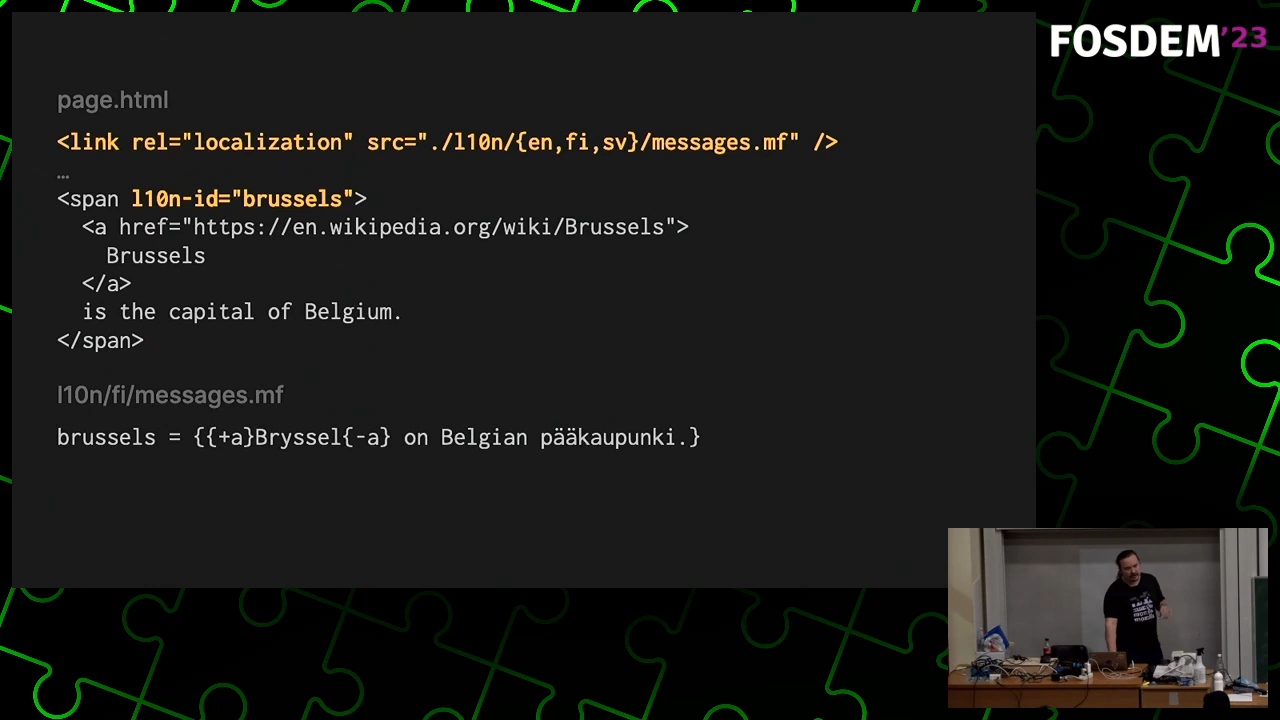 FOSDEM'23
page.html
<link rel="localization" src="./l10n/{en,fi,sv}/messages.mf" />
…
<span l10n-id="brussels">
<a href="https://en.wikipedia.org/wiki/Brussels">
Brussels
</a>
is the capital of Belgium.
</span>
l10n/fi/messages.mf
brussels = {{+a}Bryssel{-a} on Belgian pääkaupunki.}